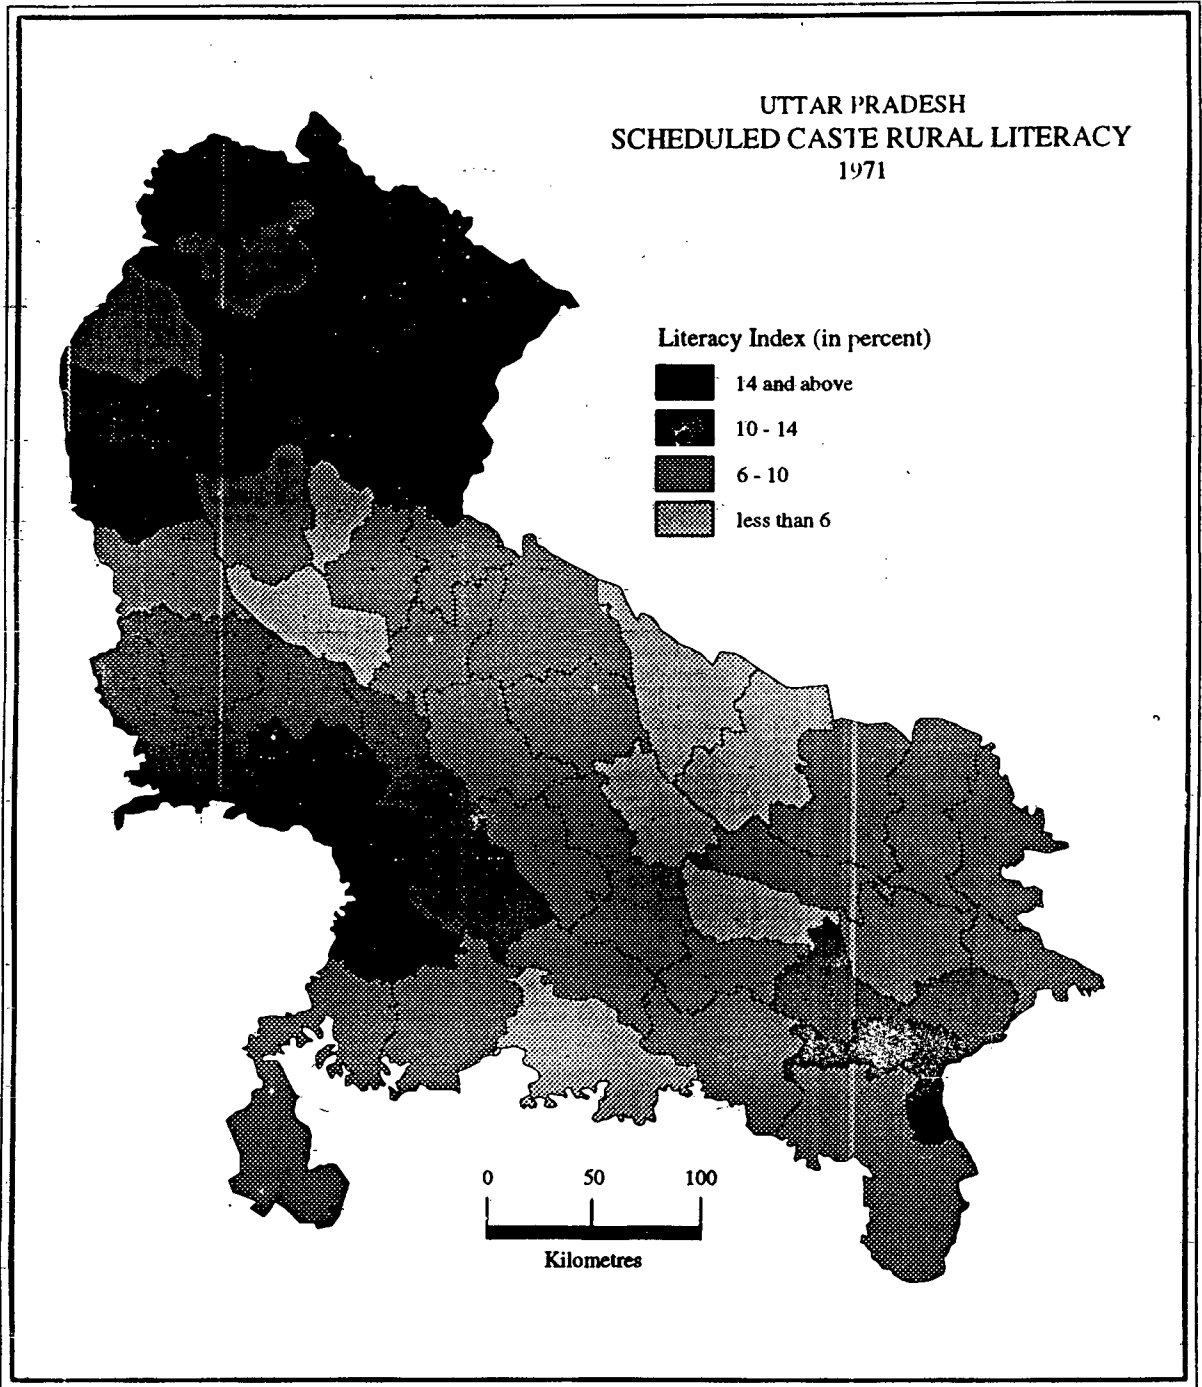 UTTAR PRADESH
SCHEDULED CASTE RURAL LITERACY
1971
Literacy Index (in percent)
14 and above
10 - 14
6 - 10
less than 6
0 50 100
Kilometres